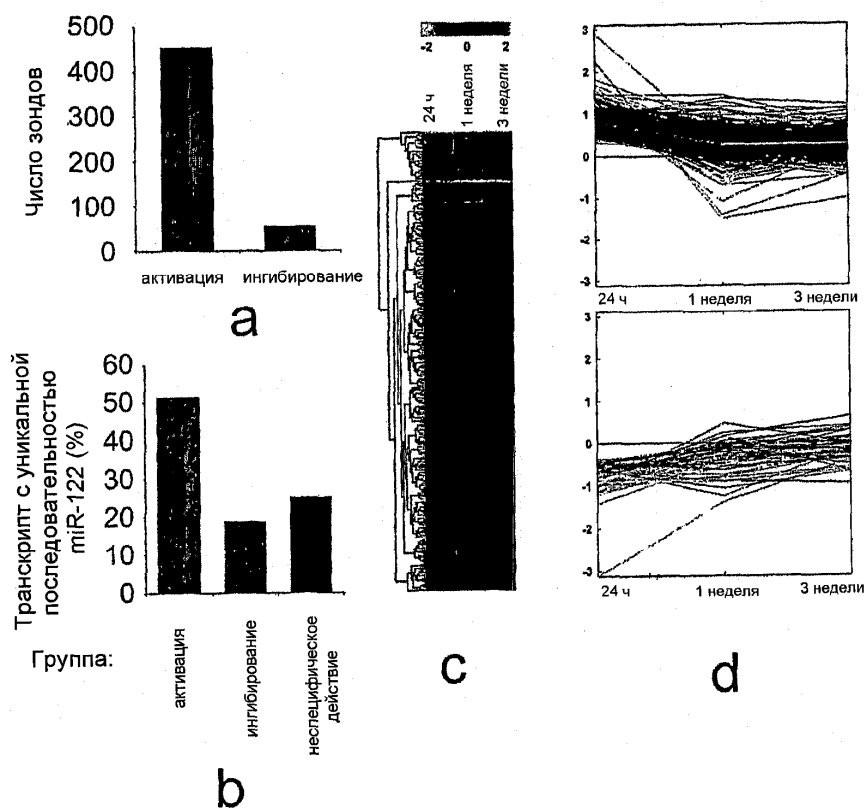 500
400
300
200
100
0
Число зондов
активация
ингибирование
a
60
50
40
30
20
10
0
Транскрипт с уникальной
последовательностью
miR-122 (%)
Группа:
активация
ингибирование
неспецифическое
действие
b
-2 0 2
24 ч
1 неделя
3 недели
c
3
2
1
0
-1
-2
-3
24 ч 1 неделя 3 недели
3
2
1
0
-1
-2
-3
24 ч 1 неделя 3 недели
d